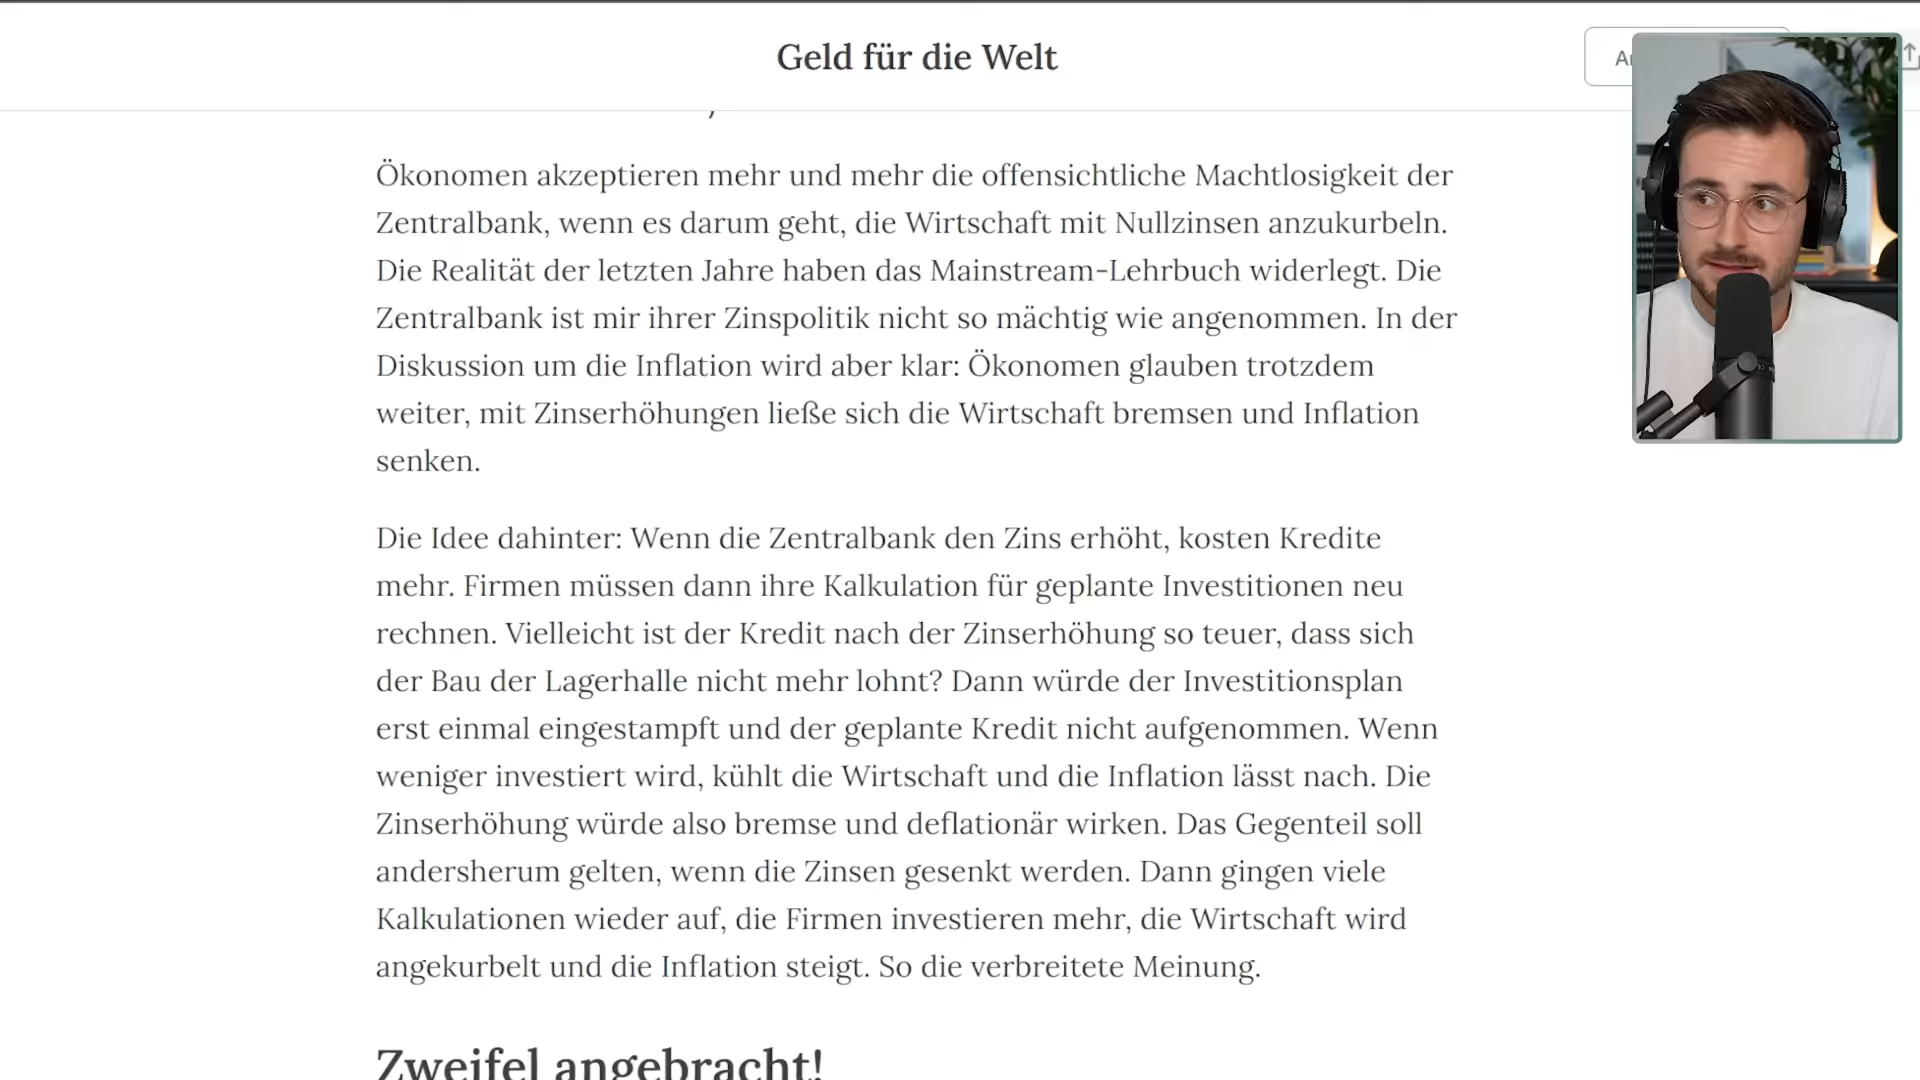 Geld für die Welt
Ökonomen akzeptieren mehr und mehr die offensichtliche Machtlosigkeit der
Zentralbank, wenn es darum geht, die Wirtschaft mit Nullzinsen anzukurbeln.
Die Realität der letzten Jahre haben das Mainstream-Lehrbuch widerlegt. Die
Zentralbank ist mir ihrer Zinspolitik nicht so mächtig wie angenommen. In der
Diskussion um die Inflation wird aber klar: Ökonomen glauben trotzdem
weiter, mit Zinserhöhungen ließe sich die Wirtschaft bremsen und Inflation
senken.
Die Idee dahinter: Wenn die Zentralbank den Zins erhöht, kosten Kredite
mehr. Firmen müssen dann ihre Kalkulation für geplante Investitionen neu
rechnen. Vielleicht ist der Kredit nach der Zinserhöhung so teuer, dass sich
der Bau der Lagerhalle nicht mehr lohnt? Dann würde der Investitionsplan
erst einmal eingestampft und der geplante Kredit nicht aufgenommen. Wenn
weniger investiert wird, kühlt die Wirtschaft und die Inflation lässt nach. Die
Zinserhöhung würde also bremse und deflationär wirken. Das Gegenteil soll
andersherum gelten, wenn die Zinsen gesenkt werden. Dann gingen viele
Kalkulationen wieder auf, die Firmen investieren mehr, die Wirtschaft wird
angekurbelt und die Inflation steigt. So die verbreitete Meinung.
Zweifel angebracht!